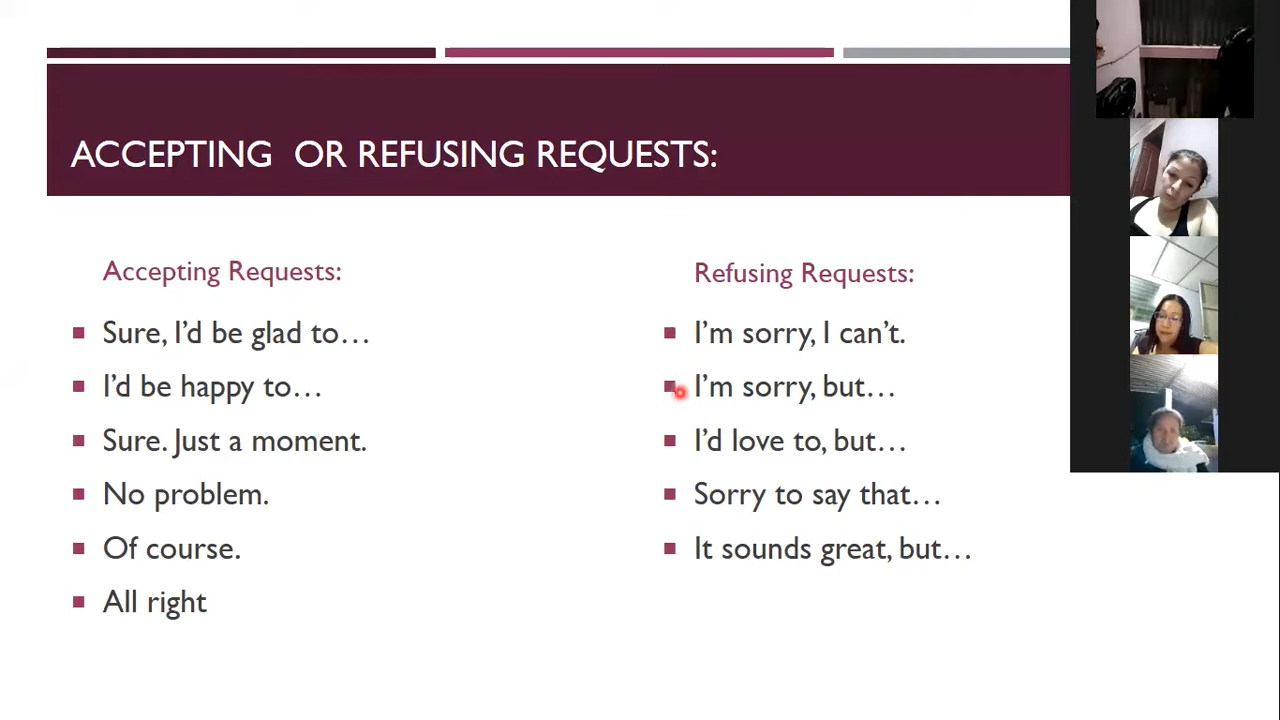 ACCEPTING OR REFUSING REQUESTS:
Accepting Requests:
Sure, I'd be glad to…
I'd be happy to…
Sure. Just a moment.
No problem.
Of course.
All right
Refusing Requests:
I'm sorry, I can't.
I'm sorry, but…
I'd love to, but…
Sorry to say that…
It sounds great, but…